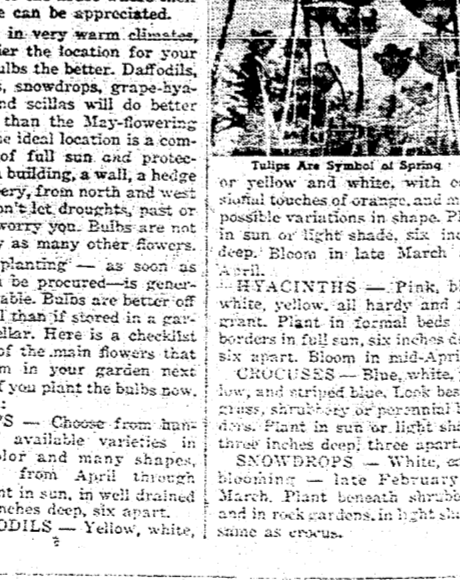 e can be appreciated.
in very warm climates,
ier the location for your
ulbs the better. Daffodils,
s, snowdrops, grape-hya-
nd scillas will do better
than the May-flowering
e ideal location is a com-
of full sun and protec-
building, a wall, a hedge
ery, from north and west
n't let droughts, past or
worry you. Bulbs are not
y as many other flowers.
planting — as soon as
be procured—is gener-
able. Bulbs are better off
l than if stored in a gar-
llar. Here is a checklist
of the main flowers that
m in your garden next
f you plant the bulbs now.
PS — Choose from hun-
available varieties in
lor and many shapes,
from April through
nt in sun, in well drained
nches deep, six apart.
ODILS — Yellow, white,
Tulips Are Symbol of Spring
or yellow and white, with
sional touches of orange, and m
possible variations in shape. Pl
in sun or light shade, six inc
deep. Bloom in late March
April.
HYACINTHS — Pink, bl
white, yellow, all hardy and f
grant. Plant in formal beds
borders in full sun, six inches d
six apart. Bloom in mid-Apri
CROCUSES — Blue, white,
low, and striped blue. Look bes
grass, shrubbery or perennial b
ders. Plant in sun or light sha
three inches deep, three apart.
SNOWDROPS — White,
blooming — late February
March. Plant beneath shrubb
and in rock gardens, in light sha
same as crocus.